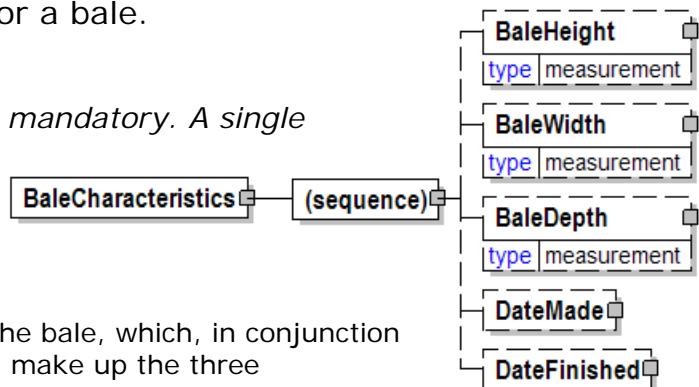 or a bale.
mandatory. A single
he bale, which, in conjunction
make up the three
BaleCharacteristics
(sequence)
BaleHeight
type measurement
BaleWidth
type measurement
BaleDepth
type measurement
DateMade
DateFinished